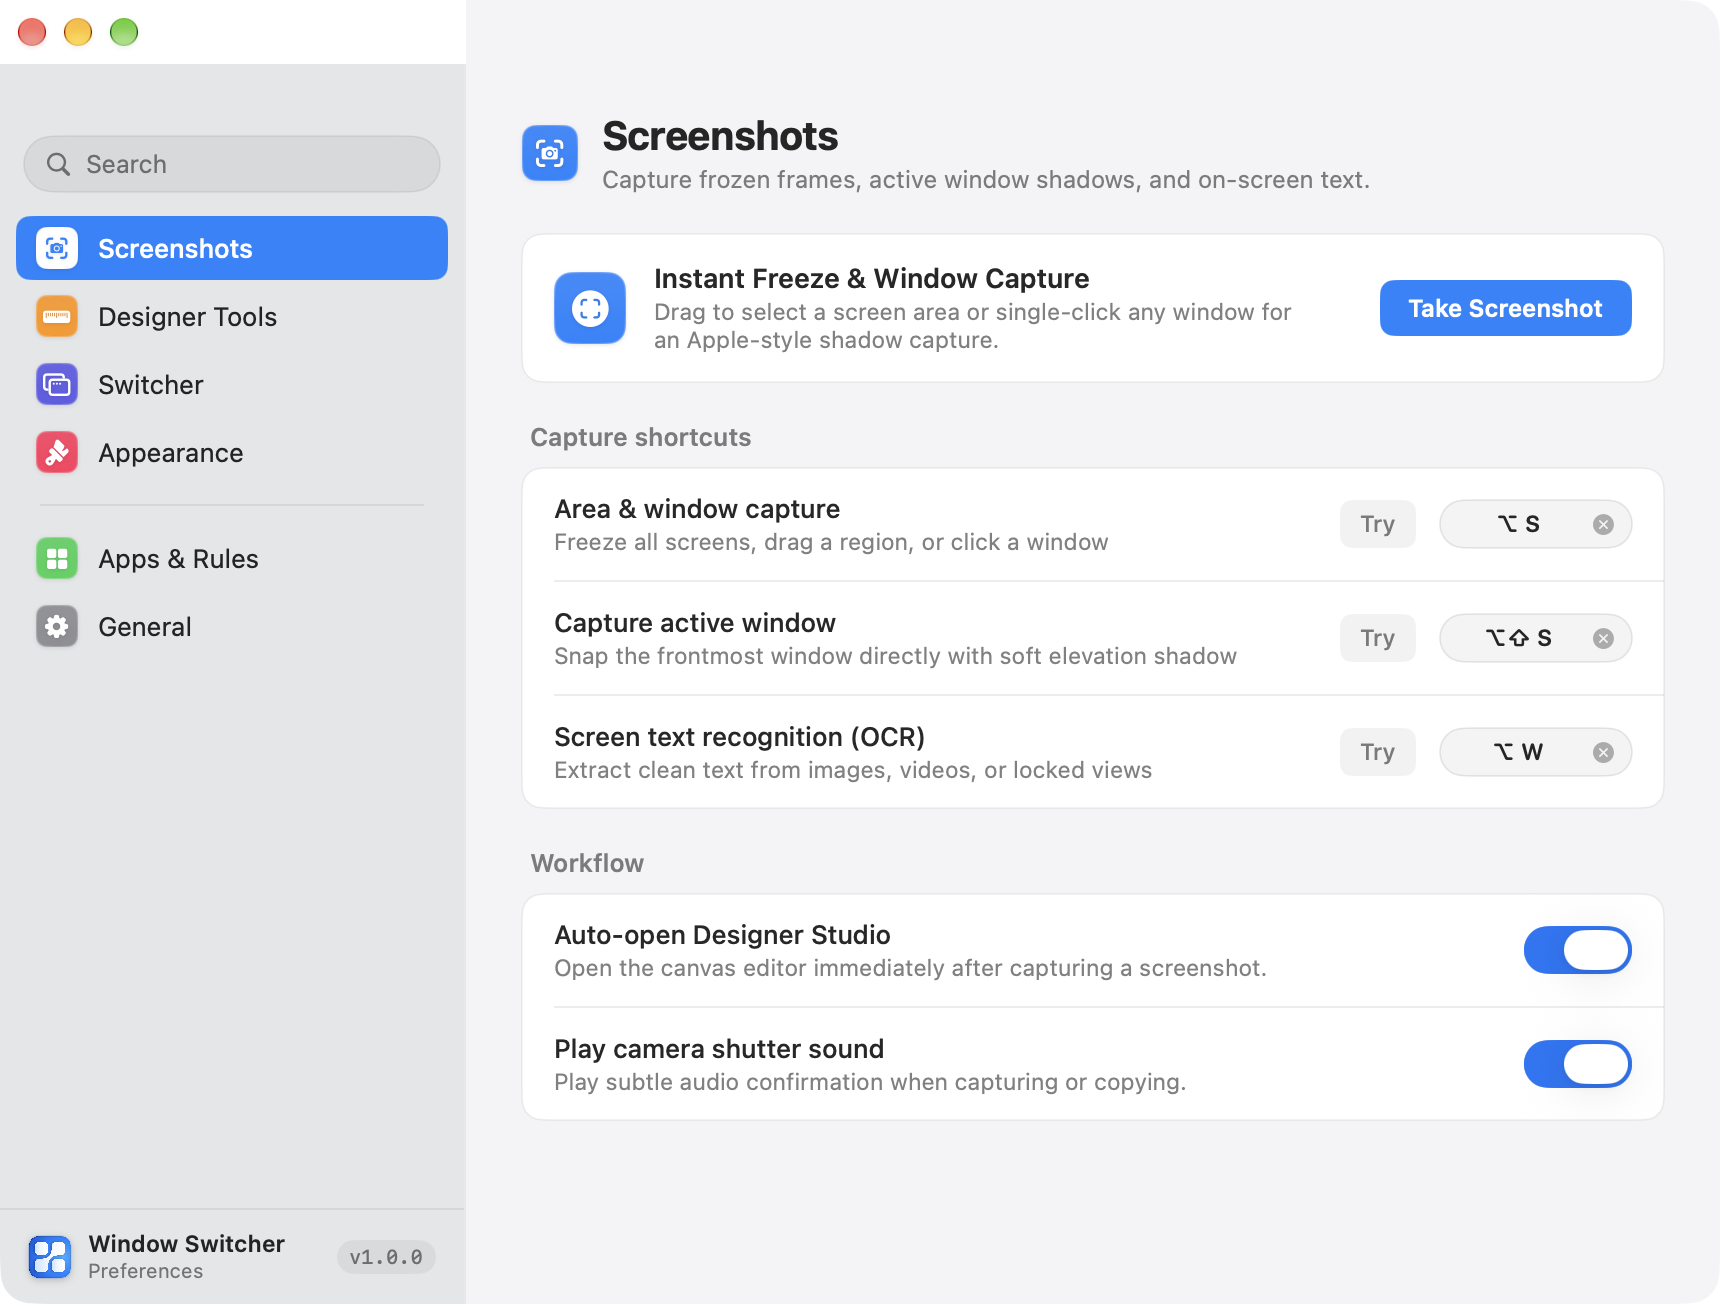 Search
Screenshots
Designer Tools
Switcher
Appearance
Apps & Rules
General
Window Switcher
Preferences
v1.0.0
Screenshots
Capture frozen frames, active window shadows, and on-screen text.
Instant Freeze & Window Capture
Drag to select a screen area or single-click any window for
an Apple-style shadow capture.
Take Screenshot
Capture shortcuts
Area & window capture
Freeze all screens, drag a region, or click a window
Try
⌥ S
Capture active window
Snap the frontmost window directly with soft elevation shadow
Try
⌥⇧ S
Screen text recognition (OCR)
Extract clean text from images, videos, or locked views
Try
⌥ W
Workflow
Auto-open Designer Studio
Open the canvas editor immediately after capturing a screenshot.
Play camera shutter sound
Play subtle audio confirmation when capturing or copying.